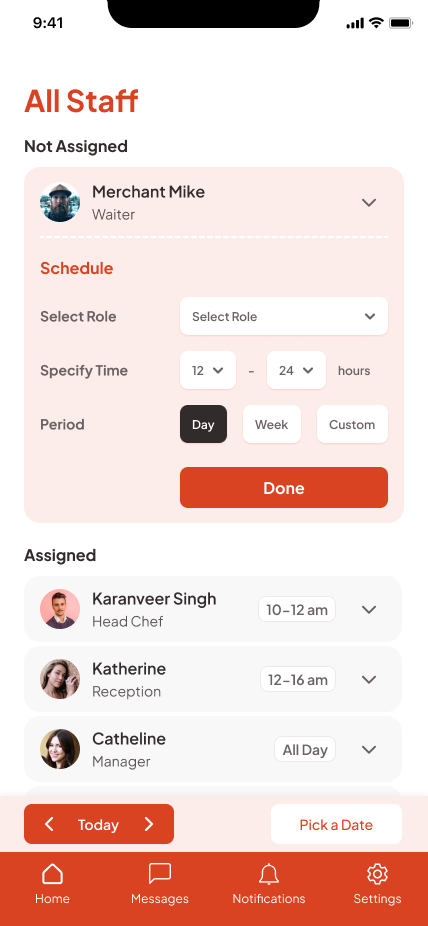 9:41
All Staff
Not Assigned
Merchant Mike
Waiter
Schedule
Select Role Select Role
Specify Time 12 - 24 hours
Period Day Week Custom
Done
Assigned
Karanveer Singh
Head Chef
10-12 am
Katherine
Reception
12-16 am
Catheline
Manager
All Day
Today Pick a Date
Home Messages Notifications Settings